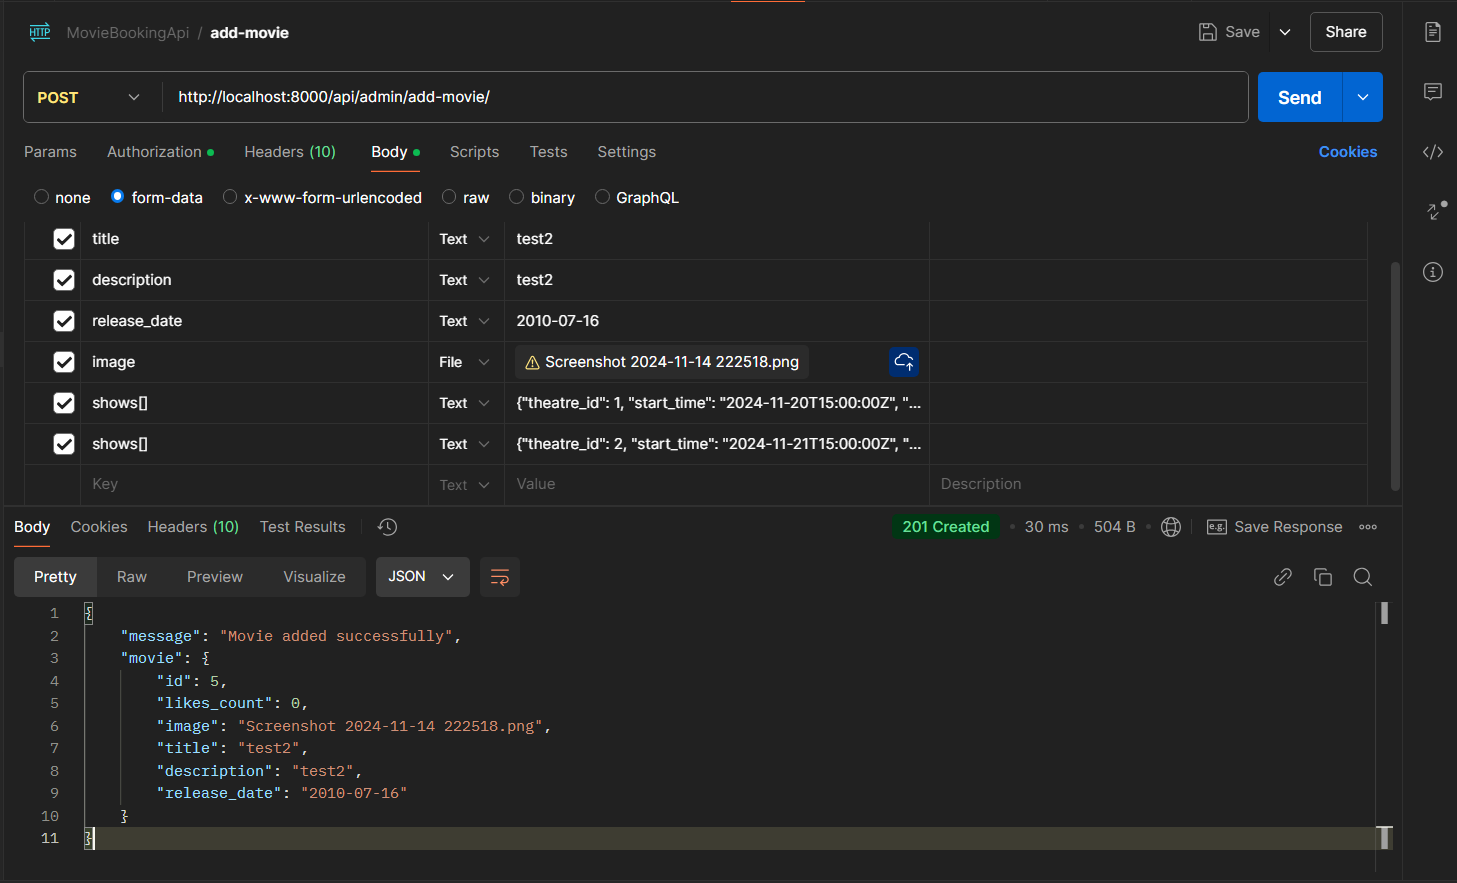 HTTP MovieBookingApi / add-movie Save Share
POST http://localhost:8000/api/admin/add-movie/ Send
Params Authorization Headers (10) Body Scripts Tests Settings Cookies
none form-data x-www-form-urlencoded raw binary GraphQL
title Text test2
description Text test2
release_date Text 2010-07-16
image File Screenshot 2024-11-14 222518.png
shows[] Text {"theatre_id": 1, "start_time": "2024-11-20T15:00:00Z", "...
shows[] Text {"theatre_id": 2, "start_time": "2024-11-21T15:00:00Z", "...
Key Text Value Description
Body Cookies Headers (10) Test Results 201 Created 30 ms 504 B e.g. Save Response
Pretty Raw Preview Visualize JSON
1 {
2 "message": "Movie added successfully",
3 "movie": {
4 "id": 5,
5 "likes_count": 0,
6 "image": "Screenshot 2024-11-14 222518.png",
7 "title": "test2",
8 "description": "test2",
9 "release_date": "2010-07-16"
10 }
11 }